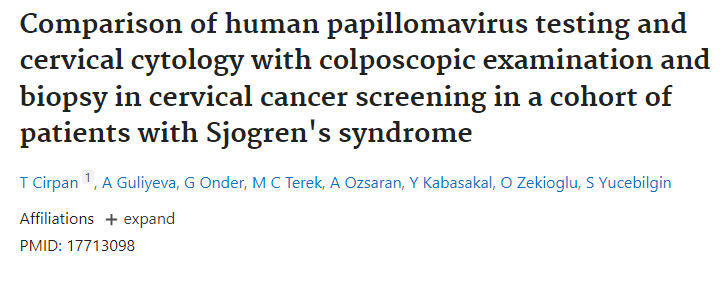 Comparison of human papillomavirus testing and
cervical cytology with colposcopic examination and
biopsy in cervical cancer screening in a cohort of
patients with Sjogren's syndrome
T Cirpan 1, A Guliyeva, G Onder, M C Terek, A Ozsaran, Y Kabasakal, O Zekioglu, S Yucebilgin
Affiliations + expand
PMID: 17713098